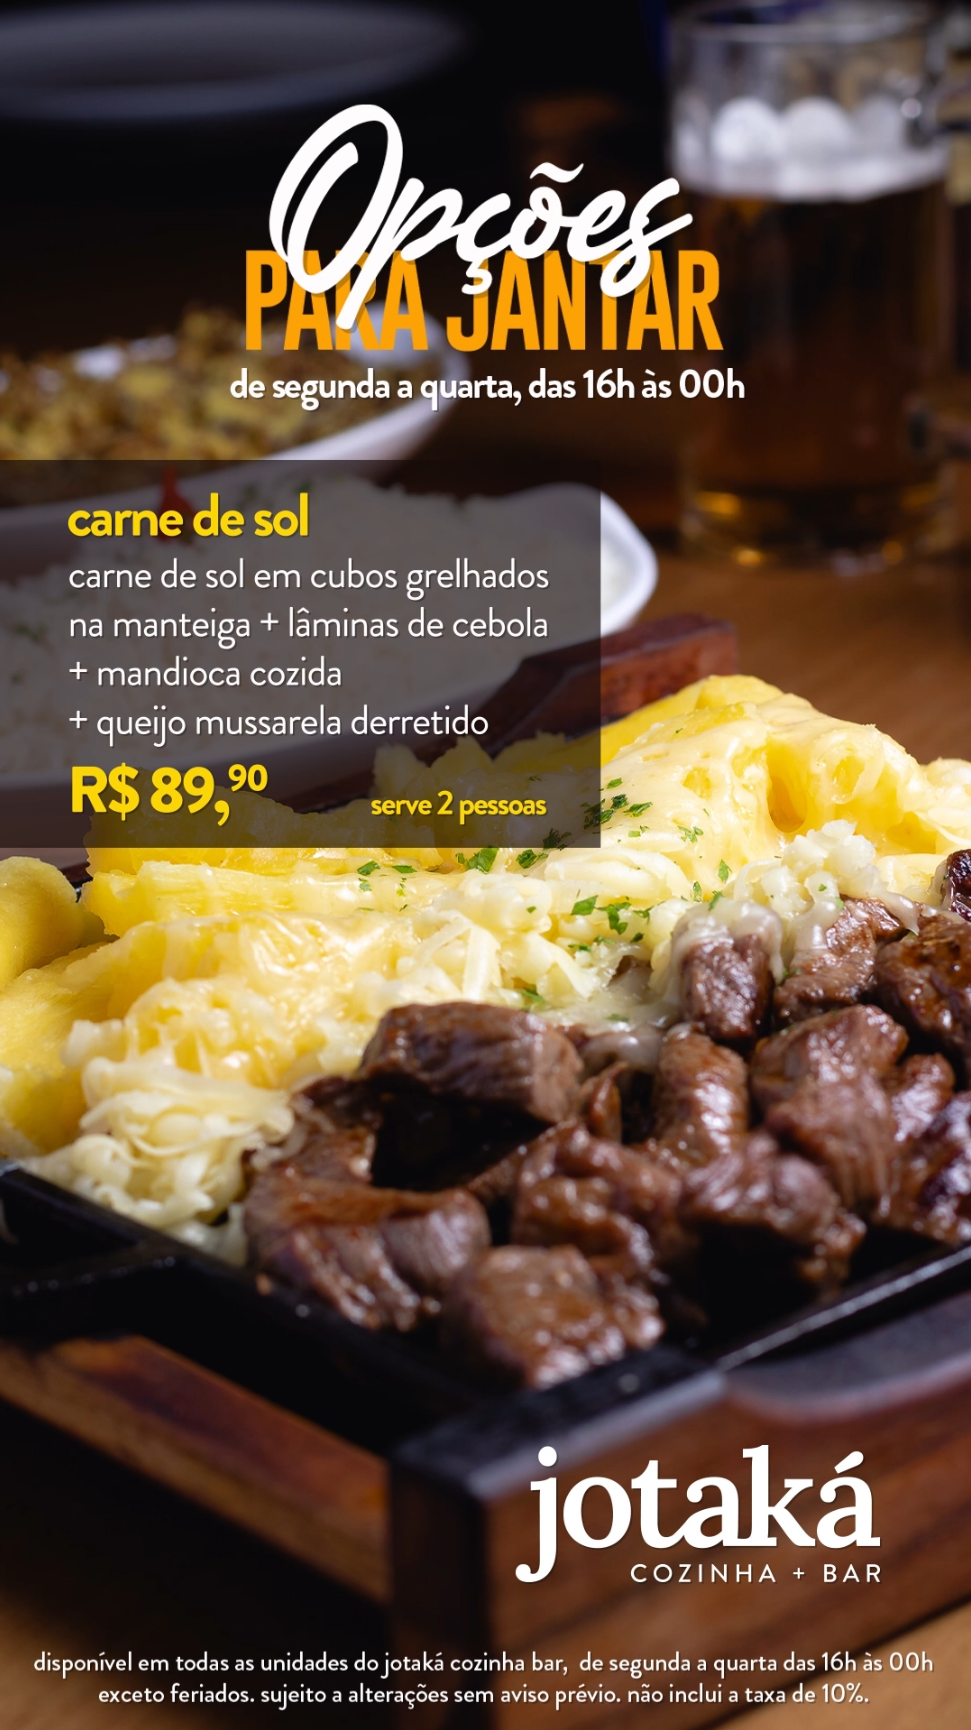 Opções
PARA JANTAR
de segunda a quarta, das 16h às 00h
carne de sol
carne de sol em cubos grelhados
na manteiga + lâminas de cebola
+ mandioca cozida
+ queijo mussarela derretido
R$ 89,90
serve 2 pessoas
jotaká
COZINHA + BAR
disponível em todas as unidades do jotaká cozinha bar, de segunda a quarta das 16h às 00h
exceto feriados. sujeito a alterações sem aviso prévio. não inclui a taxa de 10%.